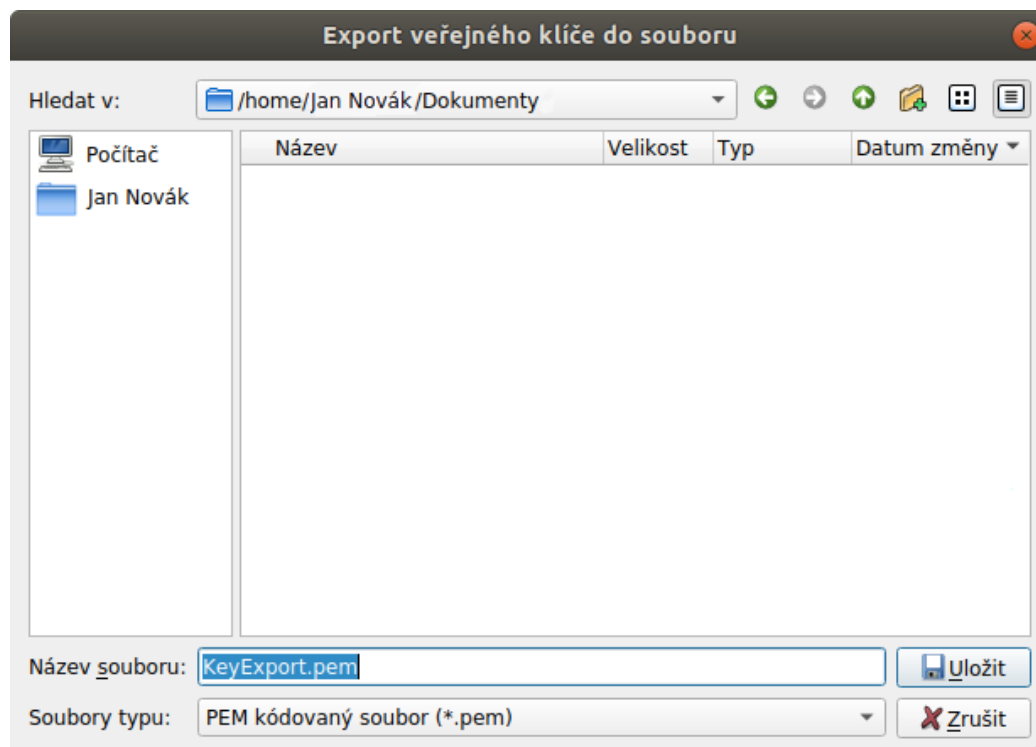 Export veřejného klíče do souboru
Hledat v: /home/Jan Novák/Dokumenty
Počítač
Jan Novák
Název Velikost Typ Datum změny
Název souboru: KeyExport.pem Uložit
Soubory typu: PEM kódovaný soubor (*.pem) Zrušit